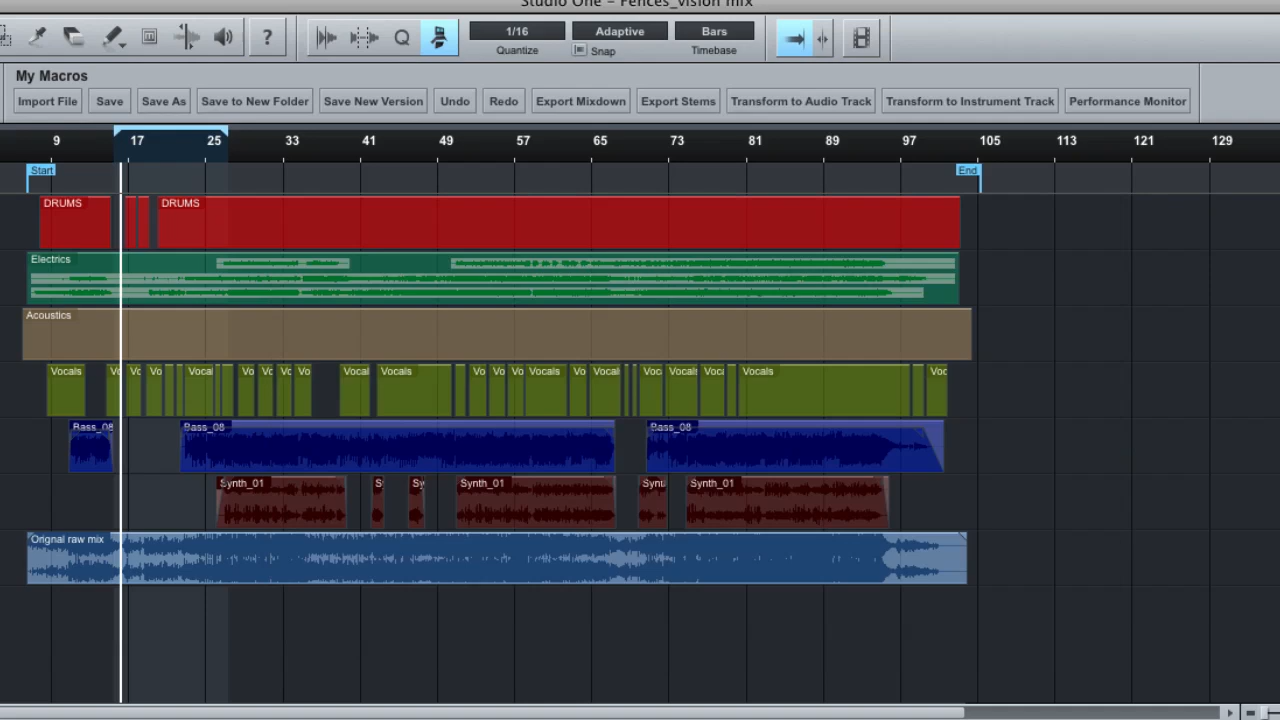 Studio One – Fences_vision mix
?
1/16 Adaptive Bars
Quantize Snap Timebase
My Macros
Import File Save Save As Save to New Folder Save New Version Undo Redo Export Mixdown Export Stems Transform to Audio Track Transform to Instrument Track Performance Monitor
9 17 25 33 41 49 57 65 73 81 89 97 105 113 121 129
Start End
DRUMS DRUMS
Electrics
Acoustics
Vocals Vo Vo Vo Vocal Vo Vo Vo Vo Vocal Vocals Vo Vo Vo Vocals Vo Vocal Voc Vocals Voca Vocals Voc
Bass_08 Bass_08 Bass_08
Synth_01 S Sy Synth_01 Synt Synth_01
Orignal raw mix